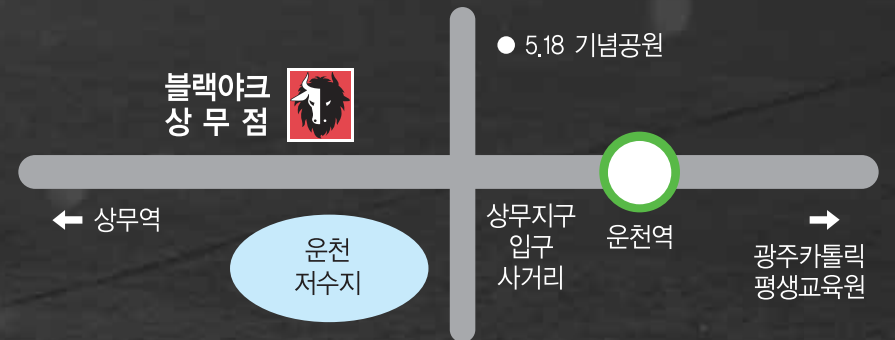 5.18 기념공원
블랙야크
상 무 점
상무역
운천
저수지
상무지구
입구
사거리
운천역
광주카톨릭
평생교육원